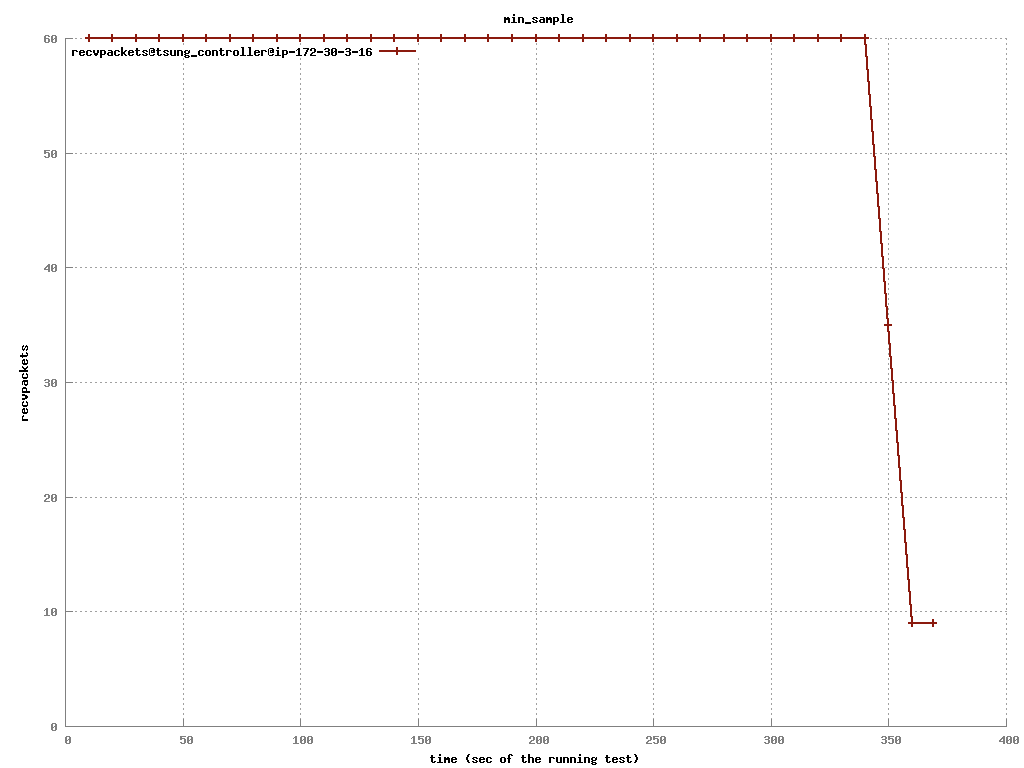 min_sample
60
recvpackets@tsung_controller@ip-172-30-3-16
50
40
recvpackets
30
20
10
0
0 50 100 150 200 250 300 350 400
time (sec of the running test)